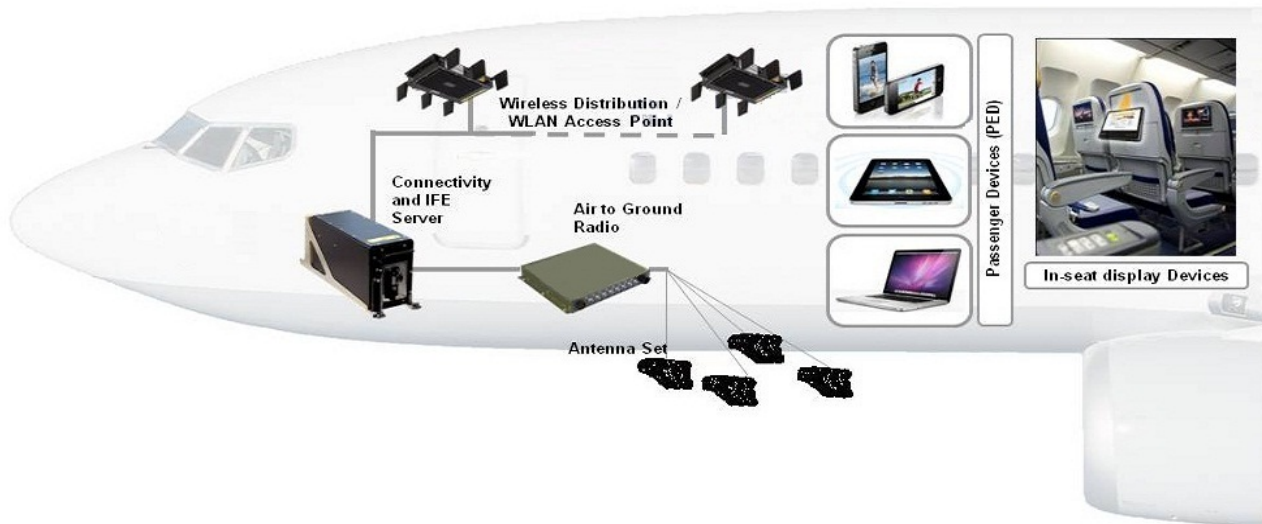 Wireless Distribution /
WLAN Access Point
Connectivity
and IFE
Server
Air to Ground
Radio
Antenna Set
Passenger Devices (PED)
In-seat display Devices